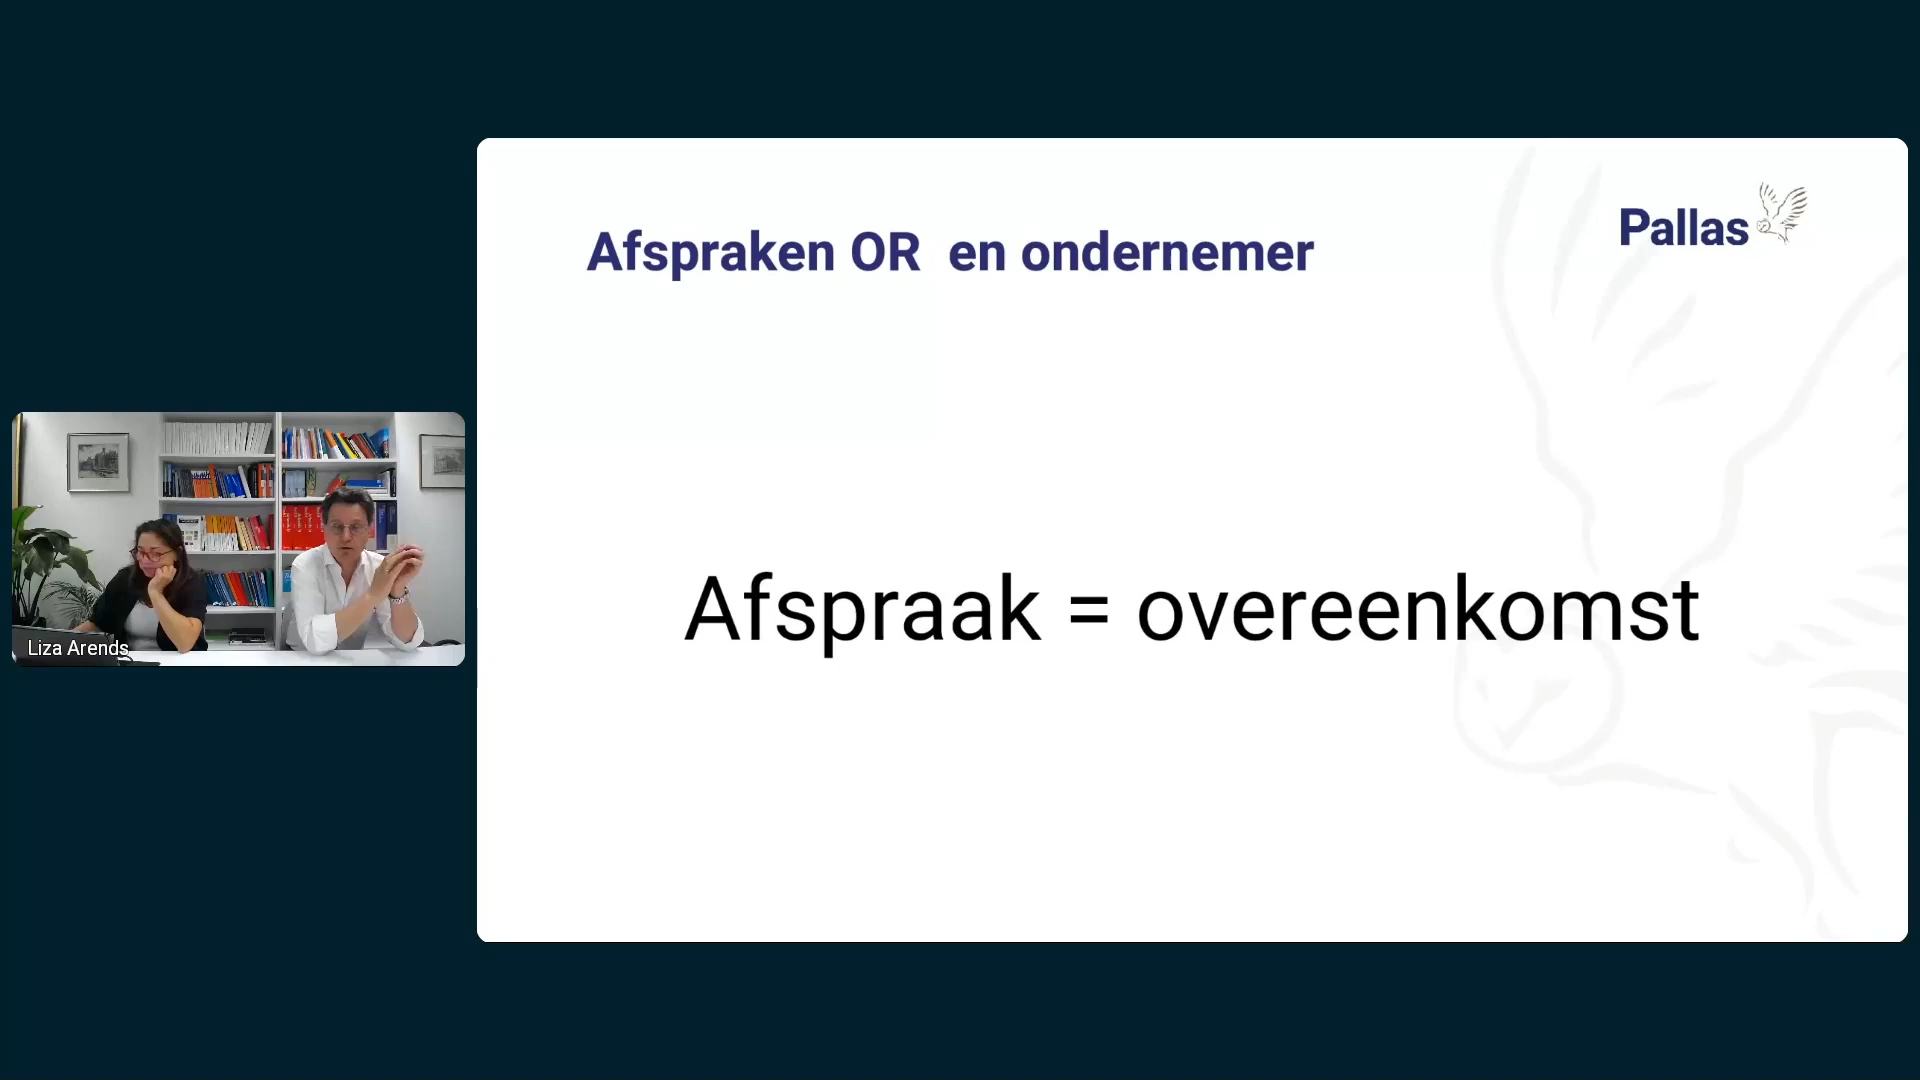 Afspraken OR  en ondernemer
Pallas
Afspraak = overeenkomst
Liza Arends